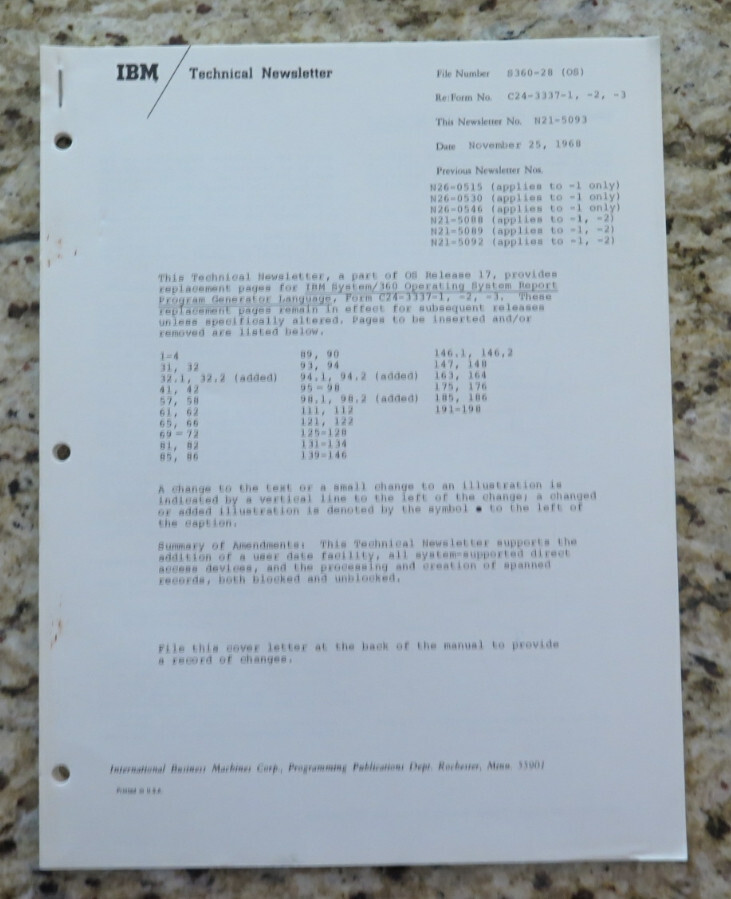 IBM Technical Newsletter
File Number S360-28 (OS)
Re: Form No. C24-3337-1, -2, -3
This Newsletter No. N21-5093
Date November 25, 1968
Previous Newsletter Nos.
N26-0515 (applies to -1 only)
N26-0530 (applies to -1 only)
N26-0546 (applies to -1 only)
N21-5088 (applies to -1, -2)
N21-5089 (applies to -1, -2)
N21-5092 (applies to -1, -2)
This Technical Newsletter, a part of OS Release 17, provides
replacement pages for IBM System/360 Operating System Report
Program Generator Language, Form C24-3337-1, -2, -3. These
replacement pages remain in effect for subsequent releases
unless specifically altered. Pages to be inserted and/or
removed are listed below.
1-4
31, 32
32.1, 32.2 (added)
41, 42
57, 58
61, 62
65, 66
69-72
81, 82
85, 86
89, 90
93, 94
94.1, 94.2 (added)
95-98
98.1, 98.2 (added)
111, 112
121, 122
125-128
131-134
139-146
146.1, 146,2
147, 148
163, 164
175, 176
185, 186
191-198
A change to the text or a small change to an illustration is
indicated by a vertical line to the left of the change; a changed
or added illustration is denoted by the symbol • to the left of
the caption.
Summary of Amendments: This Technical Newsletter supports the
addition of a user date facility, all system-supported direct
access devices, and the processing and creation of spanned
records, both blocked and unblocked.
File this cover letter at the back of the manual to provide
a record of changes.
International Business Machines Corp., Programming Publications Dept. Rochester, Minn. 55901
PRINTED IN U.S.A.